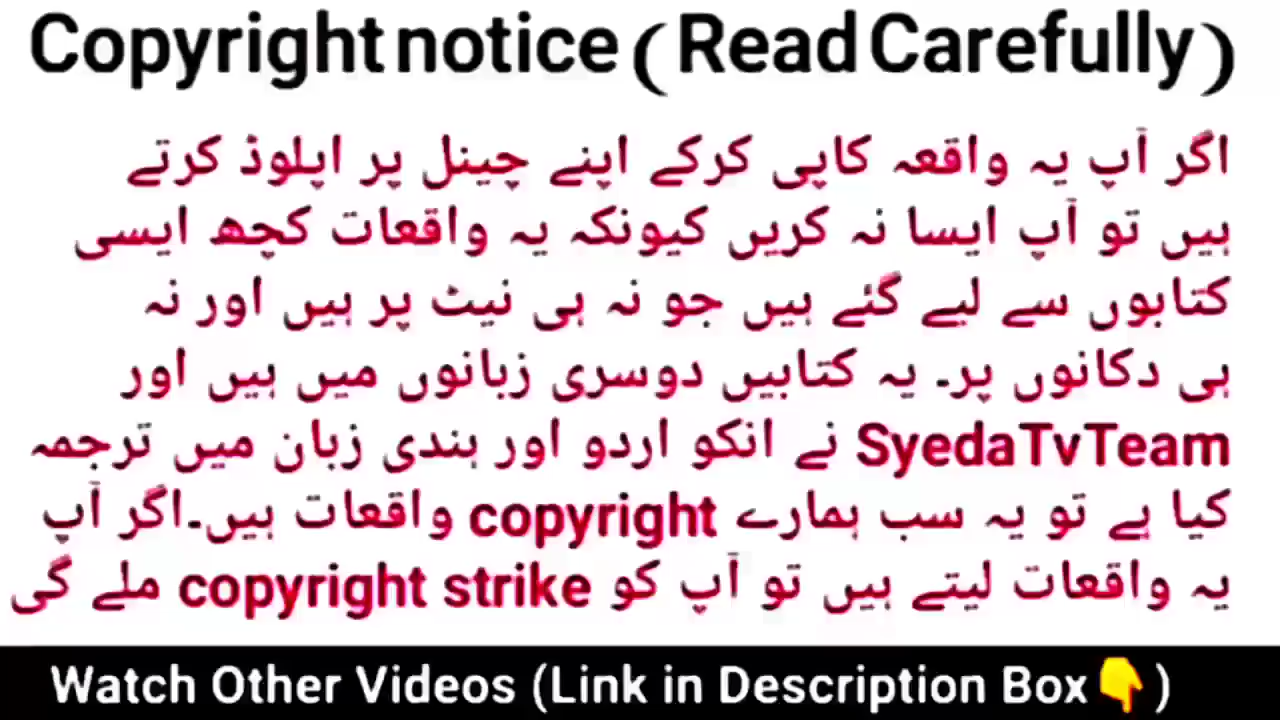 Copyright notice ( Read Carefully )
اگر آپ یہ واقعہ کاپی کرکے اپنے چینل پر اپلوڈ کرتے
ہیں تو آپ ایسا نہ کریں کیونکہ یہ واقعات کچھ ایسی
کتابوں سے لیے گئے ہیں جو نہ ہی نیٹ پر ہیں اور نہ
ہی دکانوں پر۔ یہ کتابیں دوسری زبانوں میں ہیں اور
SyedaTvTeam نے انکو اردو اور ہندی زبان میں ترجمہ
کیا ہے تو یہ سب ہمارے copyright واقعات ہیں۔اگر آپ
یہ واقعات لیتے ہیں تو آپ کو copyright strike ملے گی
Watch Other Videos (Link in Description Box👇)